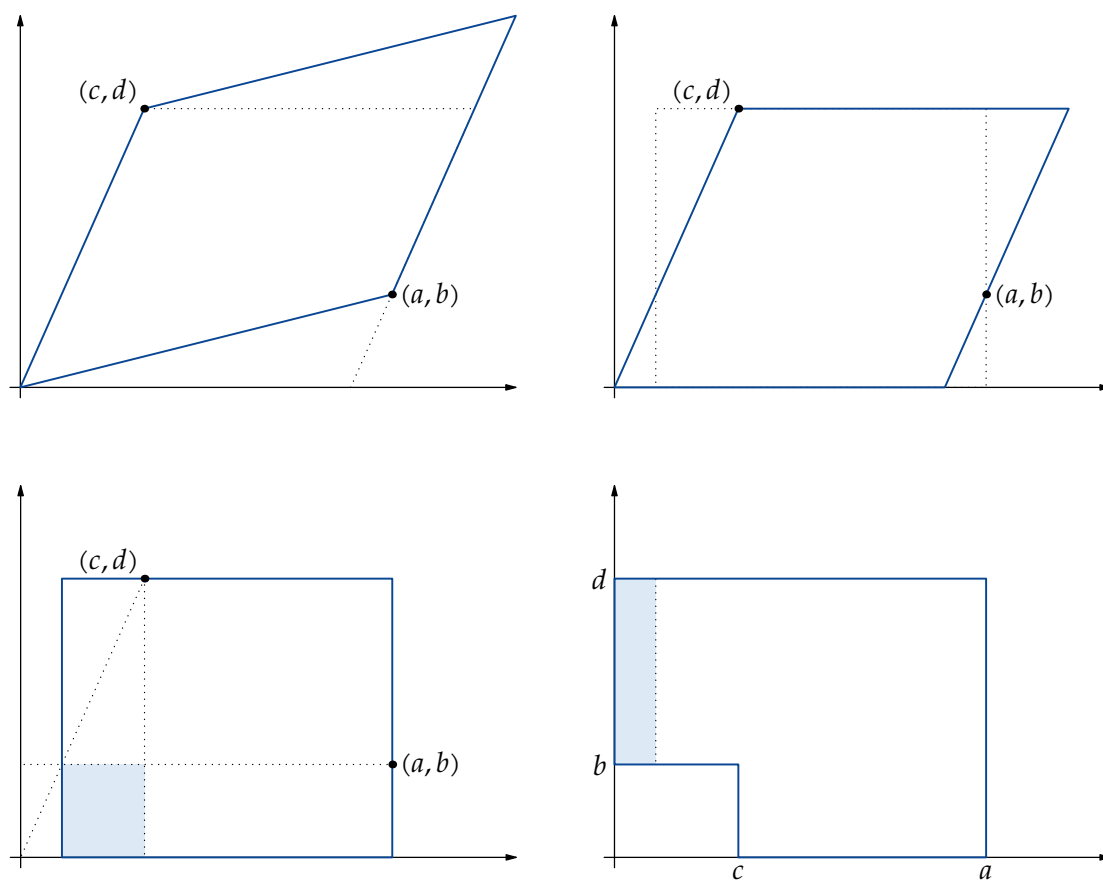 (c, d)
(a, b)
(c, d)
(a, b)
(c, d)
(a, b)
d
b
c
a